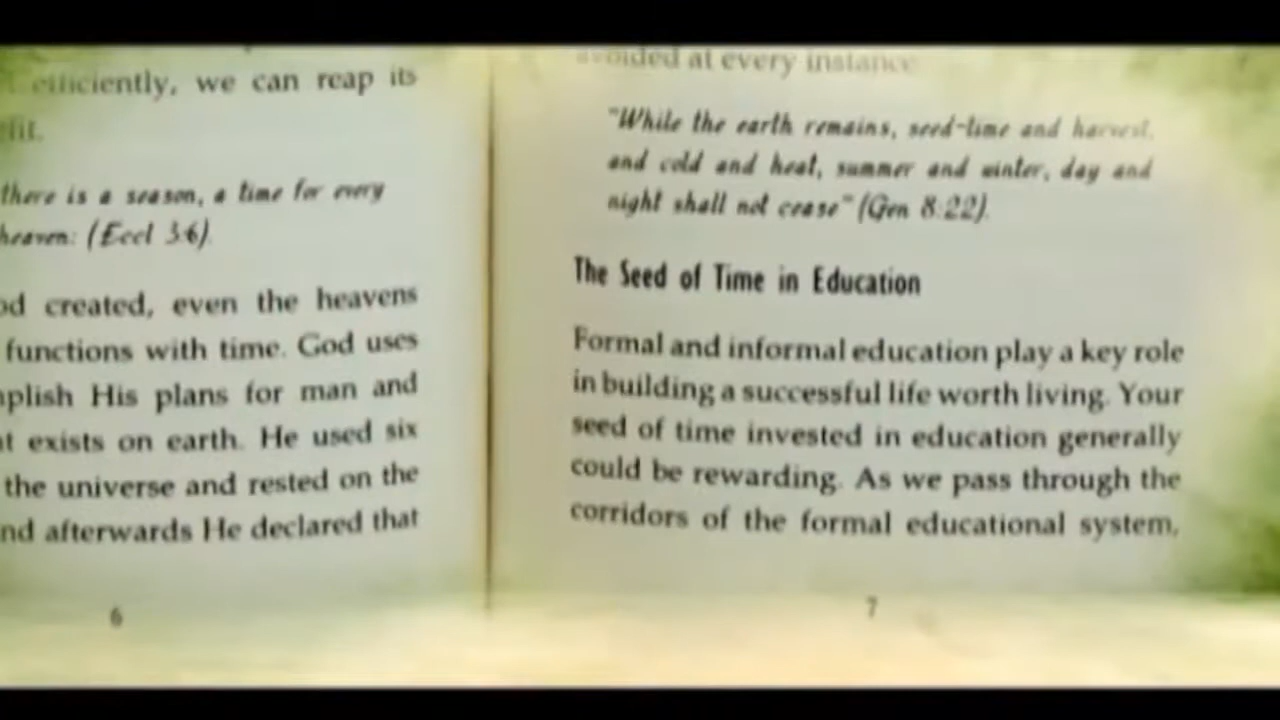 efficiently, we can reap its
there is a season, a time for every
heaven: (Eccl 3:6).
created, even the heavens
functions with time. God uses
His plans for man and
exists on earth. He used six
the universe and rested on the
afterwards He declared that
6
avoided at every instance
"While the earth remains, seed-time and harvest,
and cold and heat, summer and winter, day and
night shall not cease" (Gen 8:22).
The Seed of Time in Education
Formal and informal education play a key role
in building a successful life worth living. Your
seed of time invested in education generally
could be rewarding. As we pass through the
corridors of the formal educational system,
7